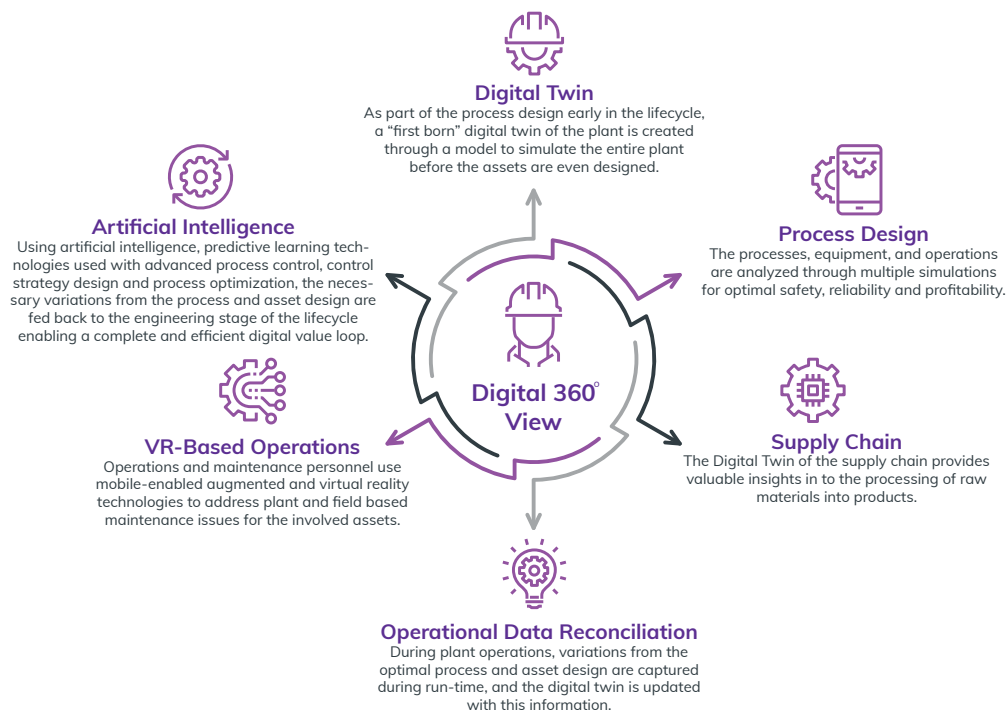 Digital Twin
As part of the process design early in the lifecycle,
a “first born” digital twin of the plant is created
through a model to simulate the entire plant
before the assets are even designed.
Process Design
The processes, equipment, and operations
are analyzed through multiple simulations
for optimal safety, reliability and profitability.
Supply Chain
The Digital Twin of the supply chain provides
valuable insights in to the processing of raw
materials into products.
Operational Data Reconciliation
During plant operations, variations from the
optimal process and asset design are captured
during run-time, and the digital twin is updated
with this information.
VR-Based Operations
Operations and maintenance personnel use
mobile-enabled augmented and virtual reality
technologies to address plant and field based
maintenance issues for the involved assets.
Artificial Intelligence
Using artificial intelligence, predictive learning tech-
nologies used with advanced process control, control
strategy design and process optimization, the neces-
sary variations from the process and asset design are
fed back to the engineering stage of the lifecycle
enabling a complete and efficient digital value loop.
Digital 360°
View